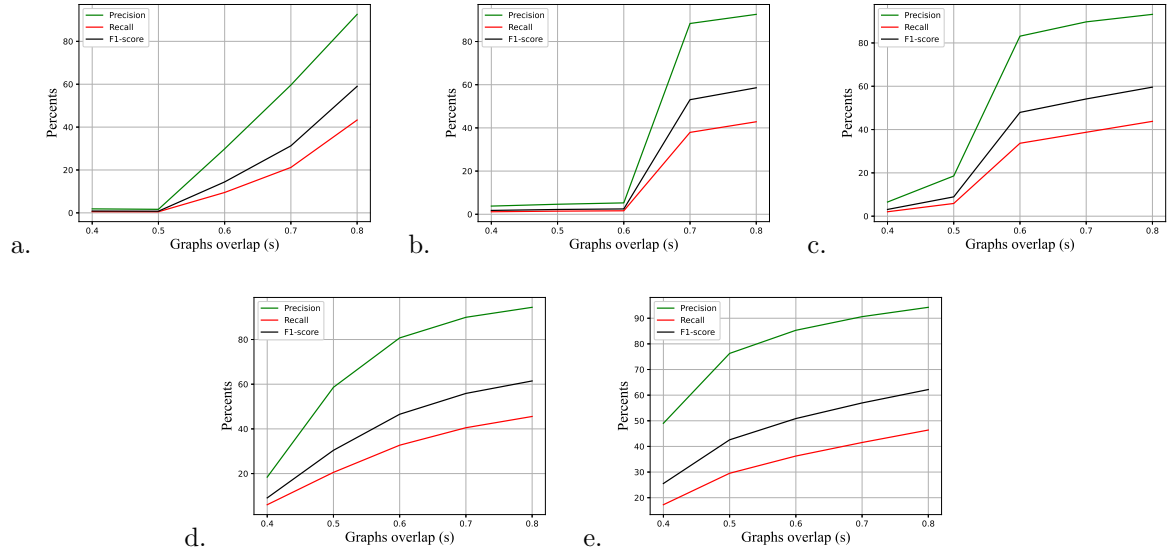 Precision
Recall
F1-score
80
60
40
20
0
Percents
0.4 0.5 0.6 0.7 0.8
Graphs overlap (s)
a.
Precision
Recall
F1-score
80
60
40
20
0
Percents
0.4 0.5 0.6 0.7 0.8
Graphs overlap (s)
b.
Precision
Recall
F1-score
80
60
40
20
0
Percents
0.4 0.5 0.6 0.7 0.8
Graphs overlap (s)
c.
Precision
Recall
F1-score
80
60
40
20
Percents
0.4 0.5 0.6 0.7 0.8
Graphs overlap (s)
d.
Precision
Recall
F1-score
90
80
70
60
50
40
30
20
Percents
0.4 0.5 0.6 0.7 0.8
Graphs overlap (s)
e.